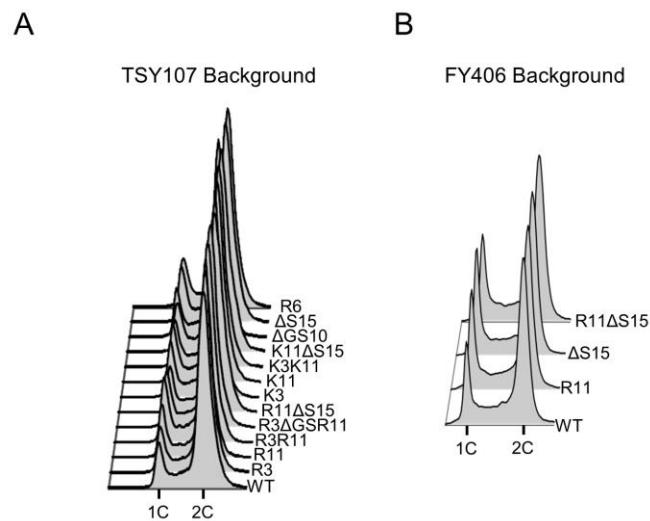 A
TSY107 Background
R6
ΔS15
ΔGS10
K11ΔS15
K3K11
K11
K3
R11ΔS15
R3ΔGSR11
R3R11
R11
R3
WT
1C 2C
B
FY406 Background
R11ΔS15
ΔS15
R11
WT
1C 2C